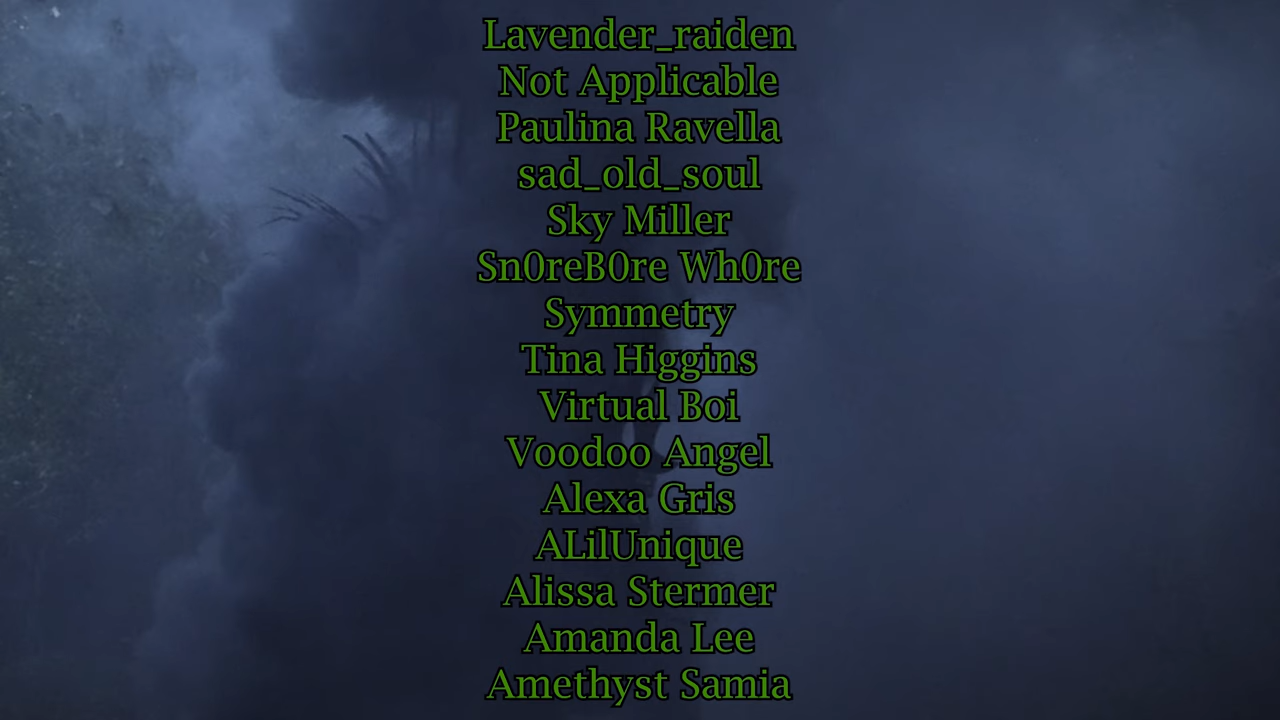 Lavender_raiden
Not Applicable
Paulina Ravella
sad_old_soul
Sky Miller
Sn0reB0re Wh0re
Symmetry
Tina Higgins
Virtual Boi
Voodoo Angel
Alexa Gris
ALilUnique
Alissa Stermer
Amanda Lee
Amethyst Samia